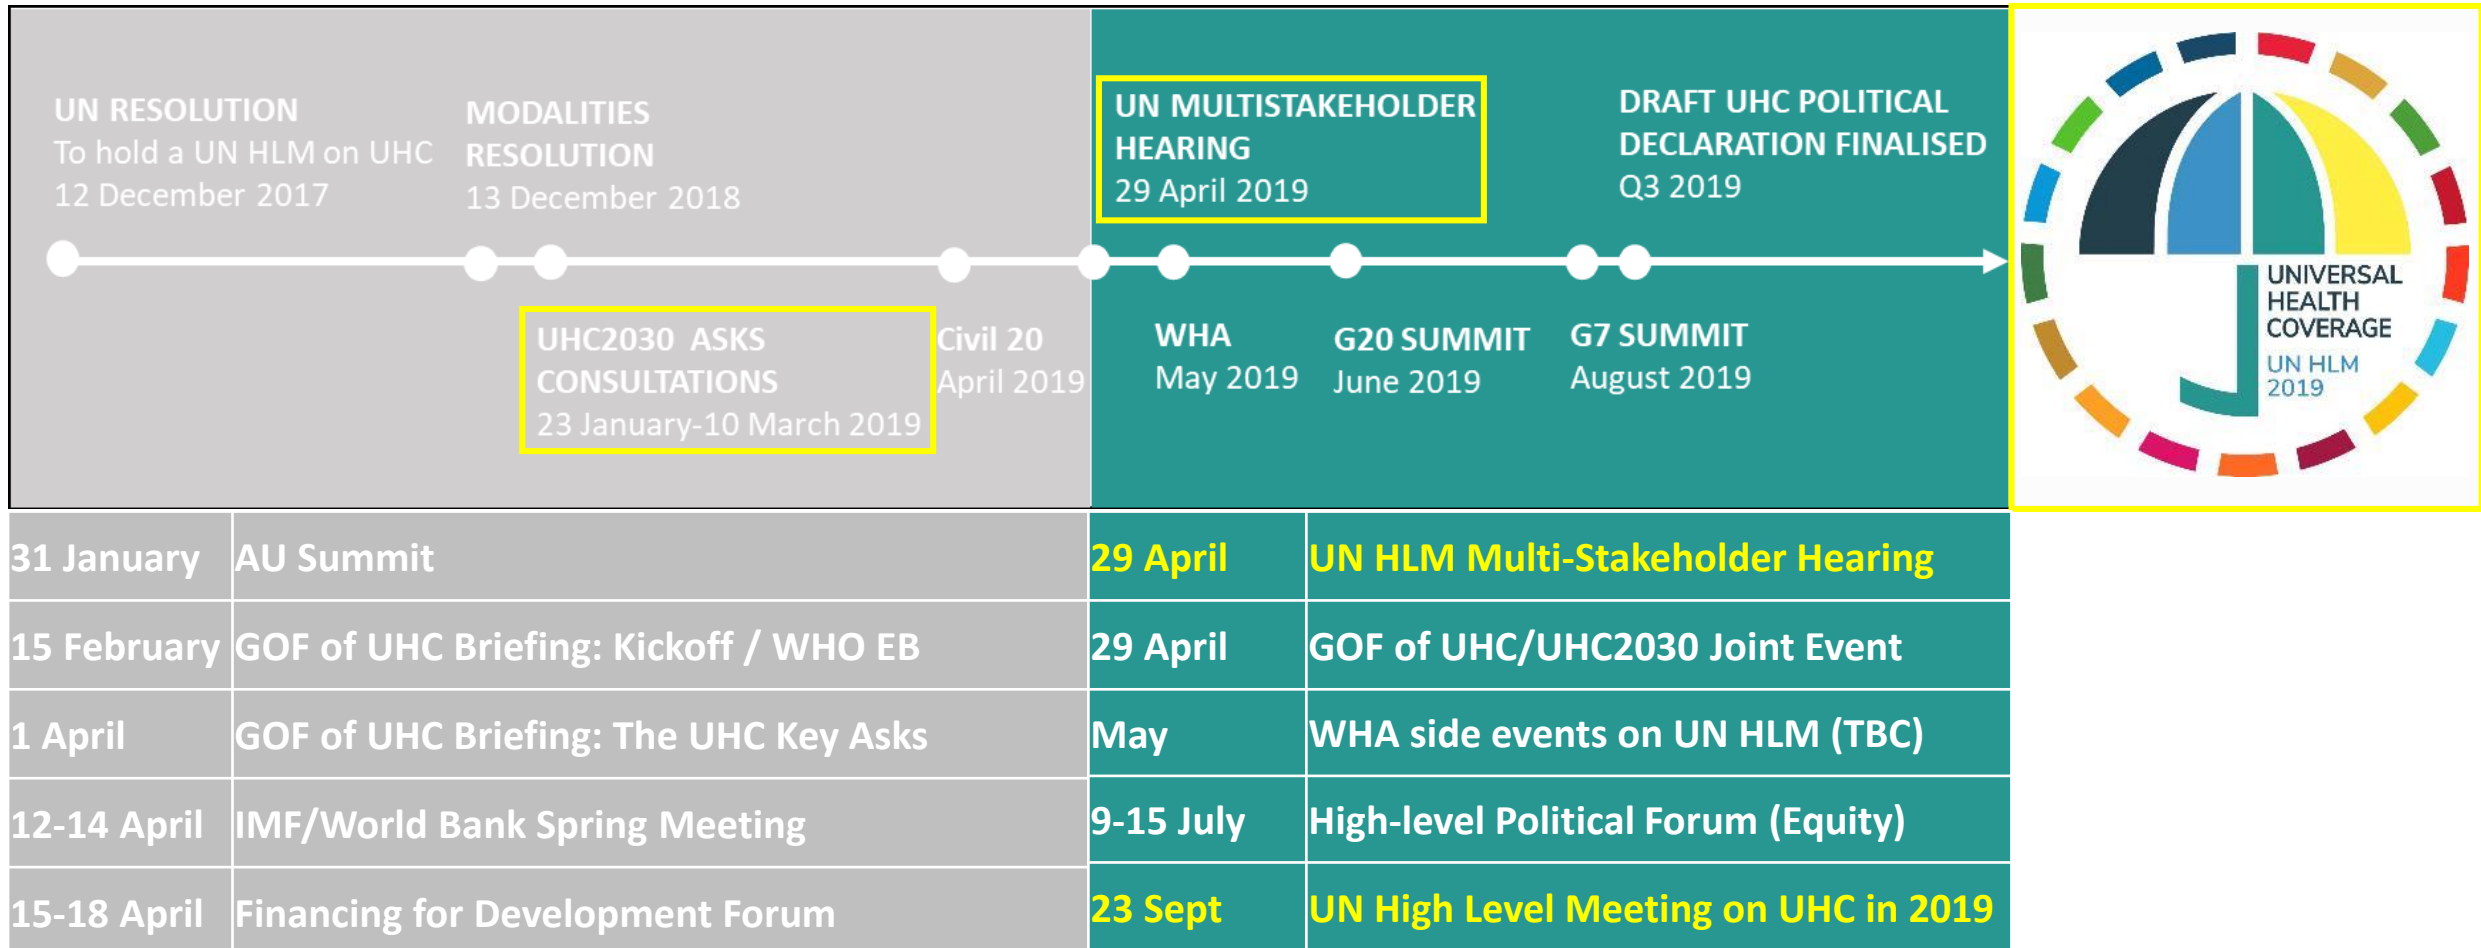 UN RESOLUTION
To hold a UN HLM on UHC
12 December 2017
MODALITIES
RESOLUTION
13 December 2018
UN MULTISTAKEHOLDER
HEARING
29 April 2019
DRAFT UHC POLITICAL
DECLARATION FINALISED
Q3 2019
UHC2030 ASKS
CONSULTATIONS
23 January-10 March 2019
Civil 20
April 2019
WHA
May 2019
G20 SUMMIT
June 2019
G7 SUMMIT
August 2019
UNIVERSAL
HEALTH
COVERAGE
UN HLM
2019
31 January AU Summit
15 February GOF of UHC Briefing: Kickoff / WHO EB
1 April GOF of UHC Briefing: The UHC Key Asks
12-14 April IMF/World Bank Spring Meeting
15-18 April Financing for Development Forum
29 April UN HLM Multi-Stakeholder Hearing
29 April GOF of UHC/UHC2030 Joint Event
May WHA side events on UN HLM (TBC)
9-15 July High-level Political Forum (Equity)
23 Sept UN High Level Meeting on UHC in 2019